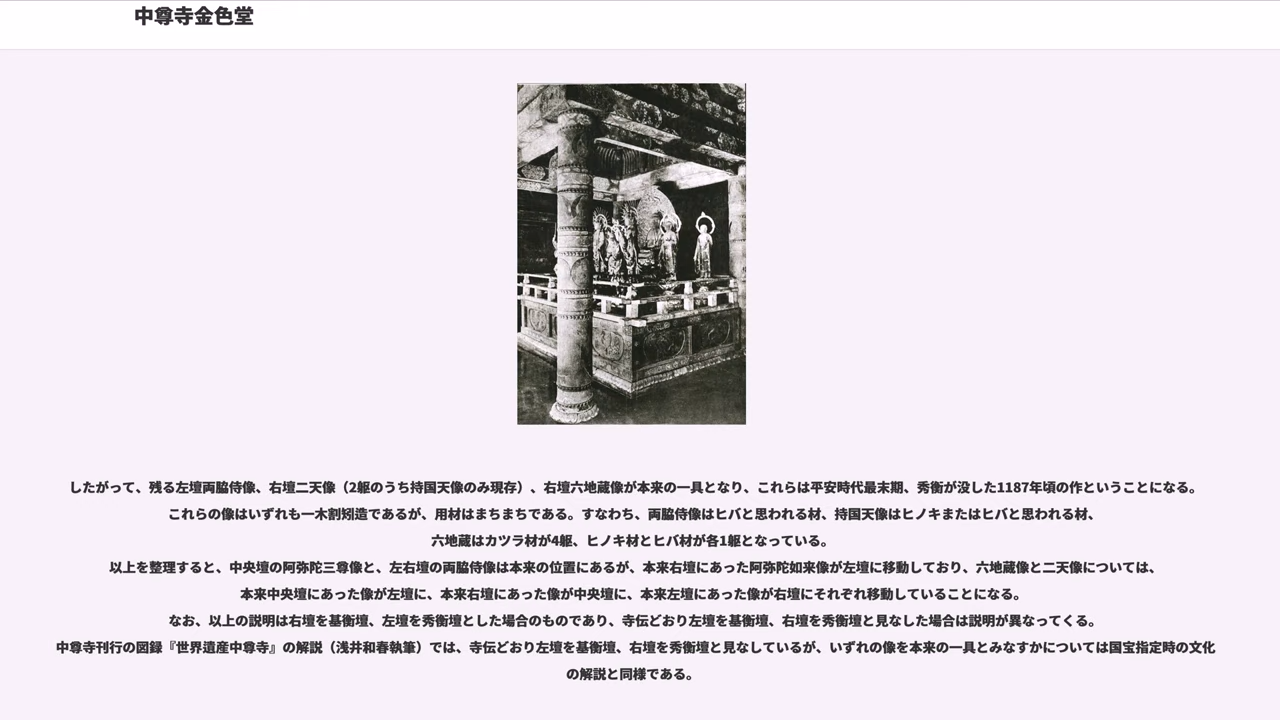 中尊寺金色堂
したがって、残る左壇両脇侍像、右壇二天像（2躯のうち持国天像のみ現存）、右壇六地蔵像が本来の一具となり、これらは平安時代最末期、秀衡が没した1187年頃の作ということになる。
これらの像はいずれも一木割矧造であるが、用材はまちまちである。すなわち、両脇侍像はヒバと思われる材、持国天像はヒノキまたはヒバと思われる材、
六地蔵はカツラ材が4躯、ヒノキ材とヒバ材が各1躯となっている。
以上を整理すると、中央壇の阿弥陀三尊像と、左右壇の両脇侍像は本来の位置にあるが、本来右壇にあった阿弥陀如来像が左壇に移動しており、六地蔵像と二天像については、
本来中央壇にあった像が左壇に、本来右壇にあった像が中央壇に、本来左壇にあった像が右壇にそれぞれ移動していることになる。
なお、以上の説明は右壇を基衡壇、左壇を秀衡壇とした場合のものであり、寺伝どおり左壇を基衡壇、右壇を秀衡壇と見なした場合は説明が異なってくる。
中尊寺刊行の図録『世界遺産中尊寺』の解説（浅井和春執筆）では、寺伝どおり左壇を基衡壇、右壇を秀衡壇と見なしているが、いずれの像を本来の一具とみなすかについては国宝指定時の文化
の解説と同様である。